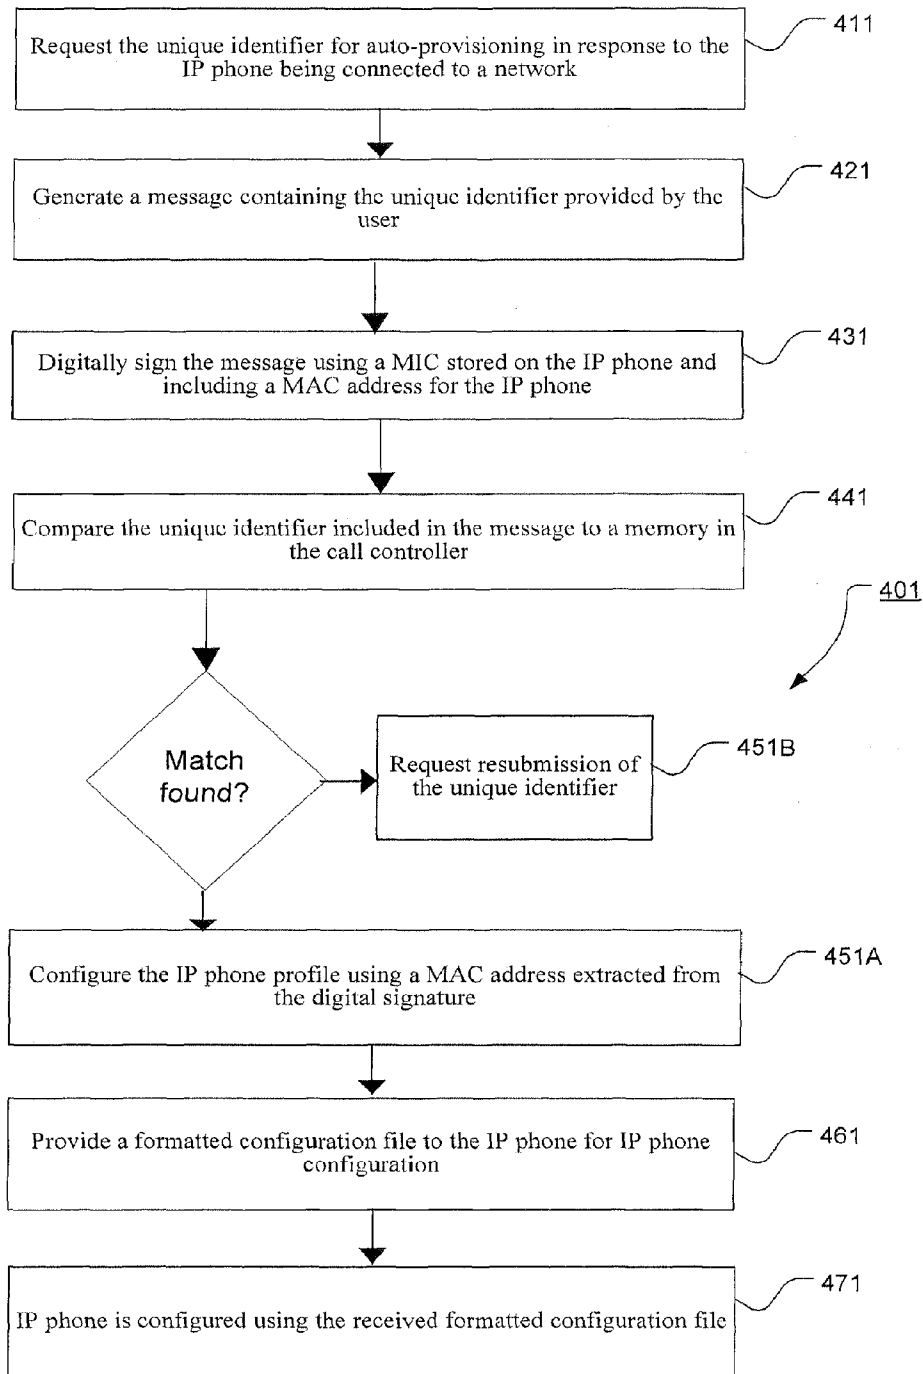 Request the unique identifier for auto-provisioning in response to the
IP phone being connected to a network
411
Generate a message containing the unique identifier provided by the
user
421
Digitally sign the message using a MIC stored on the IP phone and
including a MAC address for the IP phone
431
Compare the unique identifier included in the message to a memory in
the call controller
441
401
Match
found?
Request resubmission of
the unique identifier
451B
Configure the IP phone profile using a MAC address extracted from
the digital signature
451A
Provide a formatted configuration file to the IP phone for IP phone
configuration
461
IP phone is configured using the received formatted configuration file
471